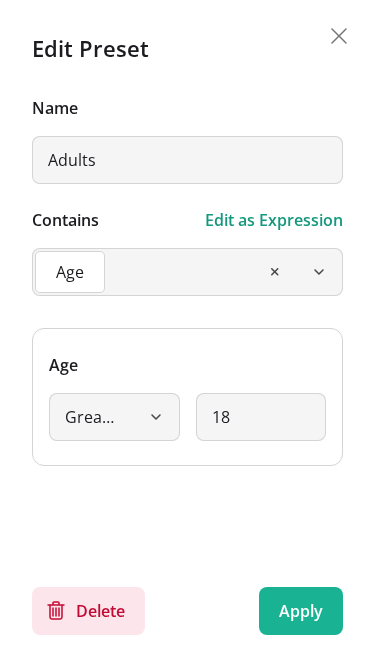 Edit Preset
Name
Adults
Contains
Edit as Expression
Age
Age
Grea...
18
Delete
Apply